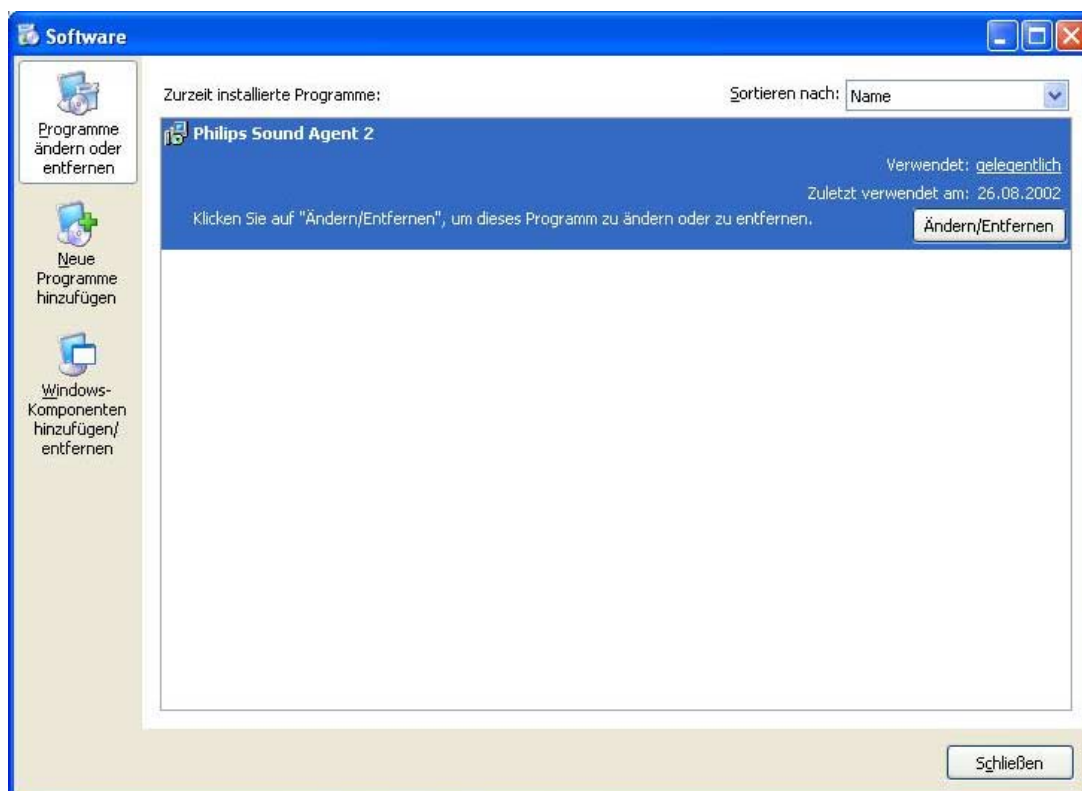 Software
Programme
ändern oder
entfernen
Neue
Programme
hinzufügen
Windows-
Komponenten
hinzufügen/
entfernen
Zurzeit installierte Programme:
Sortieren nach: Name
Philips Sound Agent 2
Verwendet: gelegentlich
Zuletzt verwendet am: 26.08.2002
Klicken Sie auf "Ändern/Entfernen", um dieses Programm zu ändern oder zu entfernen.
Ändern/Entfernen
Schließen